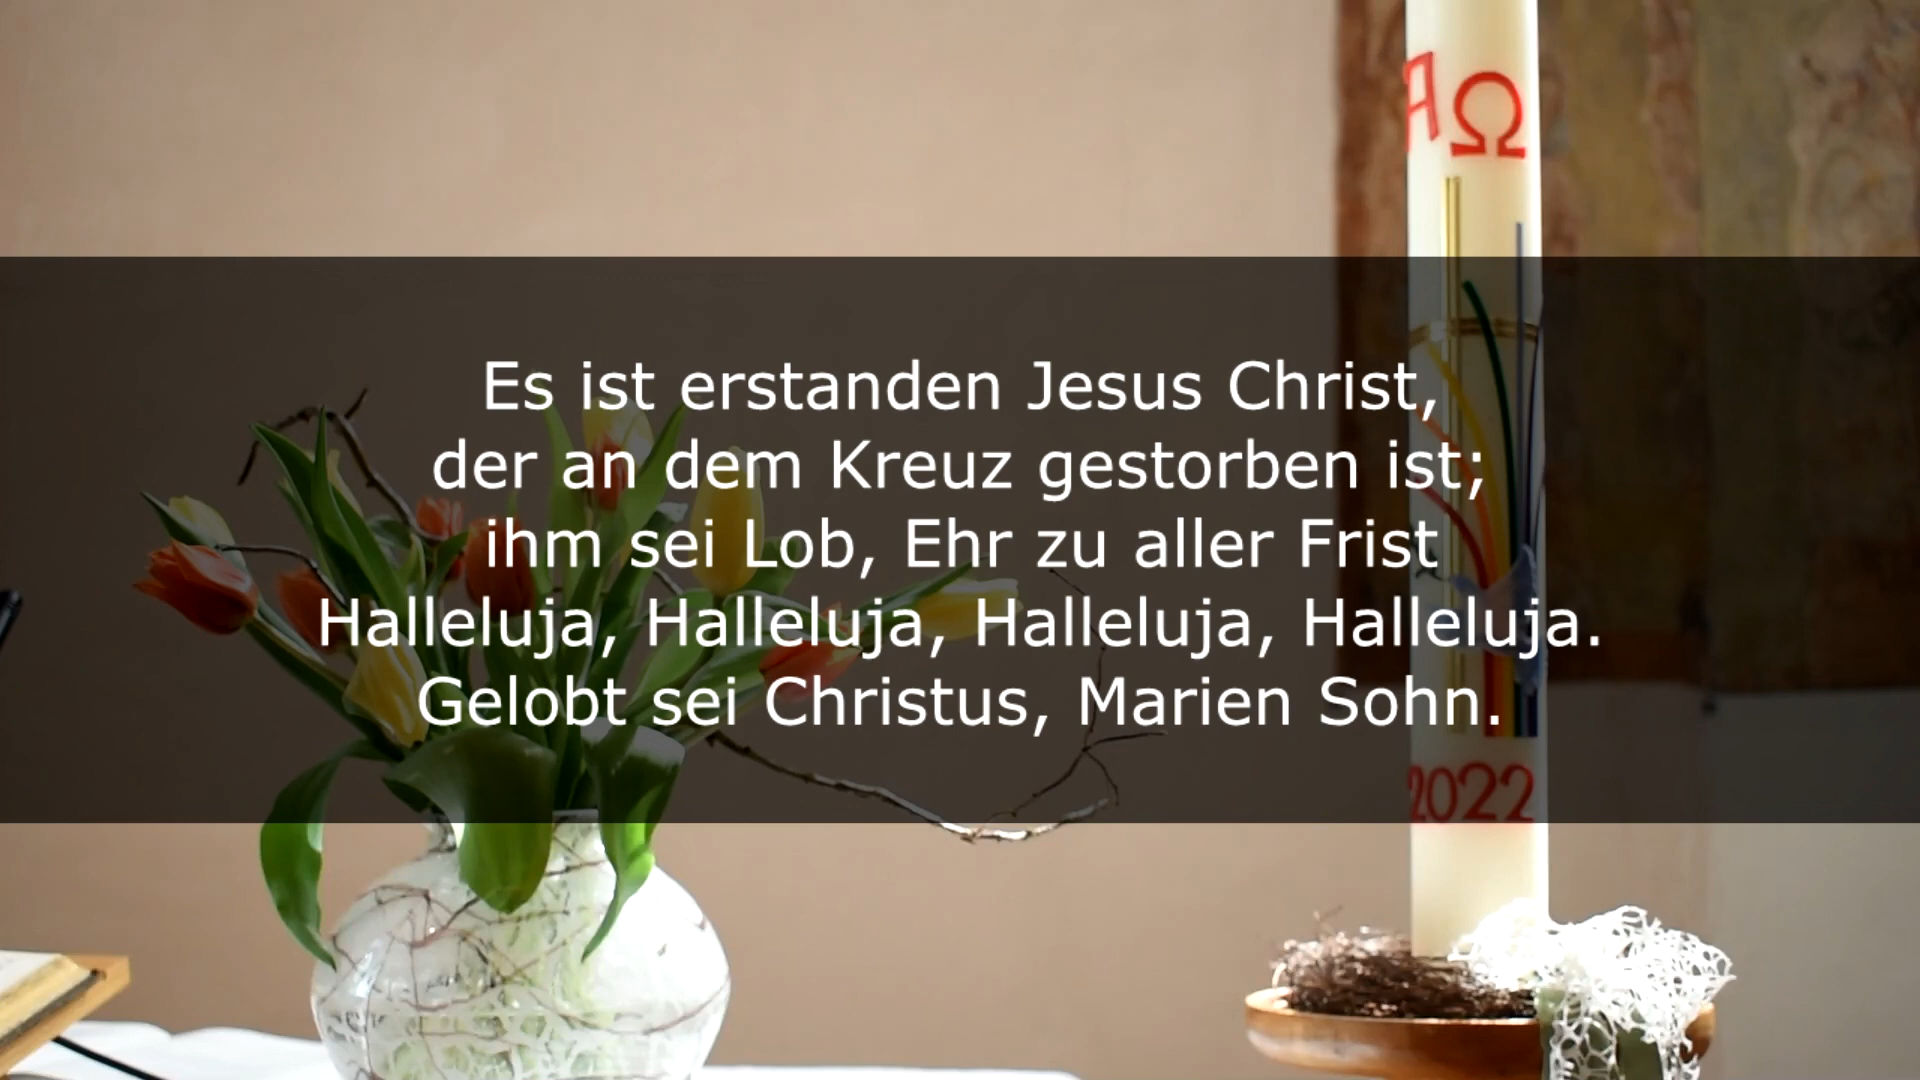 ΑΩ
Es ist erstanden Jesus Christ,
der an dem Kreuz gestorben ist;
ihm sei Lob, Ehr zu aller Frist
Halleluja, Halleluja, Halleluja, Halleluja.
Gelobt sei Christus, Marien Sohn.
2022